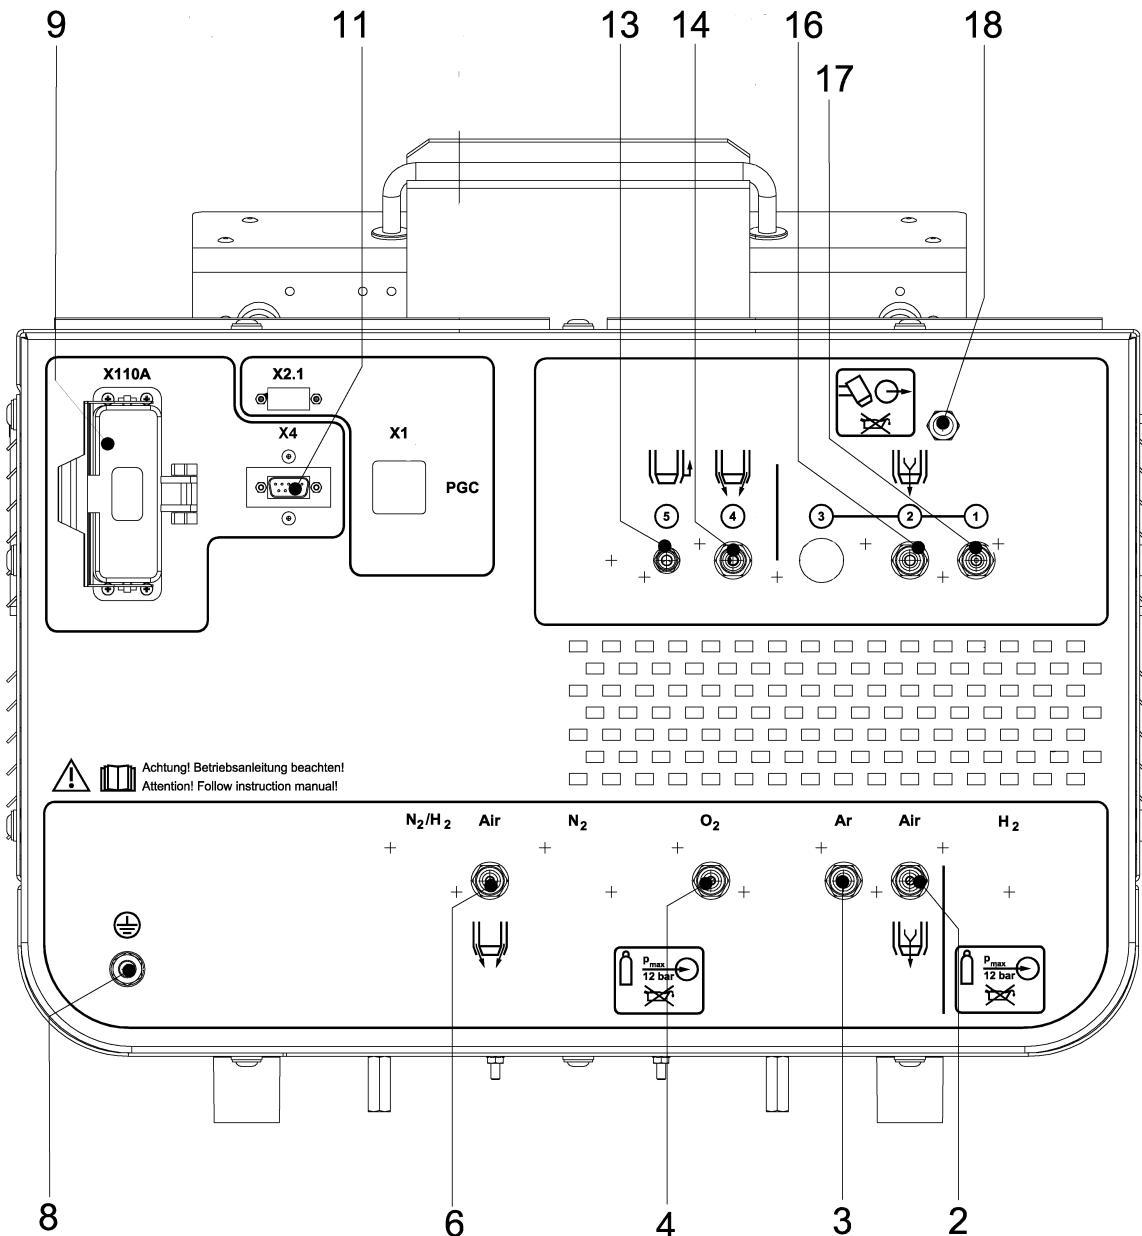 9 11 13 14 16 18
17
X110A X2.1
X4 X1
PGC
5 4 3 2 1
Achtung! Betriebsanleitung beachten!
Attention! Follow instruction manual!
N2/H2 Air N2 O2 Ar Air H2
pmax pmax
12 bar 12 bar
8 6 4 3 2